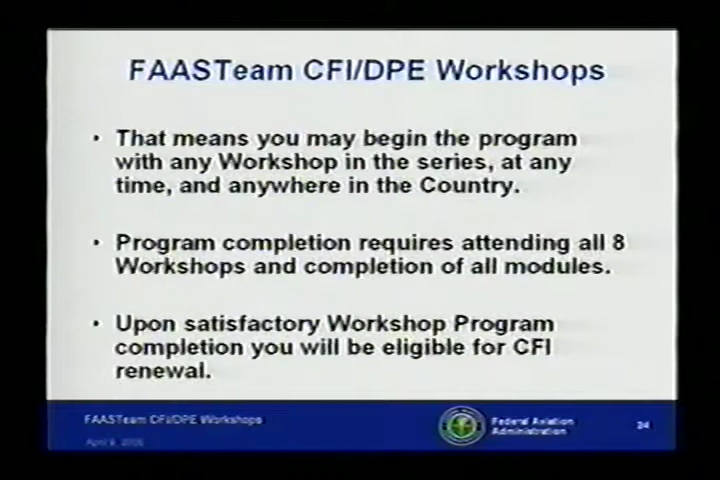 FAASTeam CFI/DPE Workshops
• That means you may begin the program
with any Workshop in the series, at any
time, and anywhere in the Country.
• Program completion requires attending all 8
Workshops and completion of all modules.
• Upon satisfactory Workshop Program
completion you will be eligible for CFI
renewal.
FAASTeam CFI/DPE Workshops
Federal Aviation
Administration
24